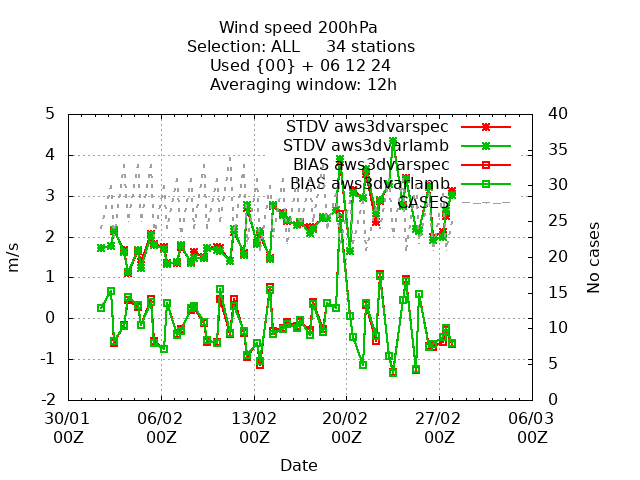 Wind speed 200hPa
Selection: ALL 34 stations
Used {00} + 06 12 24
Averaging window: 12h
5 40
STDV aws3dvarspec
STDV aws3dvarlamb
BIAS aws3dvarspec
BIAS aws3dvarlamb
CASES
4 35
3 30
25
2 20
1 15
0 10
-1 5
-2 0
m/s
No cases
30/01 06/02 13/02 20/02 27/02 06/03
00Z 00Z 00Z 00Z 00Z 00Z
Date